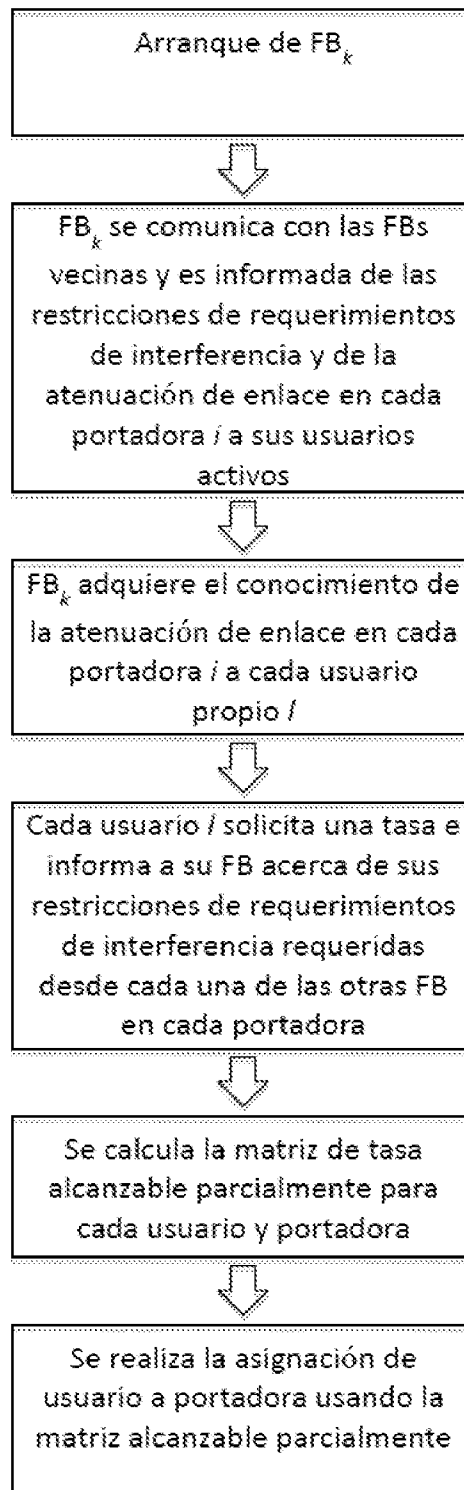 Arranque de FBₖ
FBₖ se comunica con las FBs
vecinas y es informada de las
restricciones de requerimientos
de interferencia y de la
atenuación de enlace en cada
portadora i a sus usuarios
activos
FBₖ adquiere el conocimiento de
la atenuación de enlace en cada
portadora i a cada usuario
propio l
Cada usuario l solicita una tasa e
informa a su FB acerca de sus
restricciones de requerimientos
de interferencia requeridas
desde cada una de las otras FB
en cada portadora
Se calcula la matriz de tasa
alcanzable parcialmente para
cada usuario y portadora
Se realiza la asignación de
usuario a portadora usando la
matriz alcanzable parcialmente